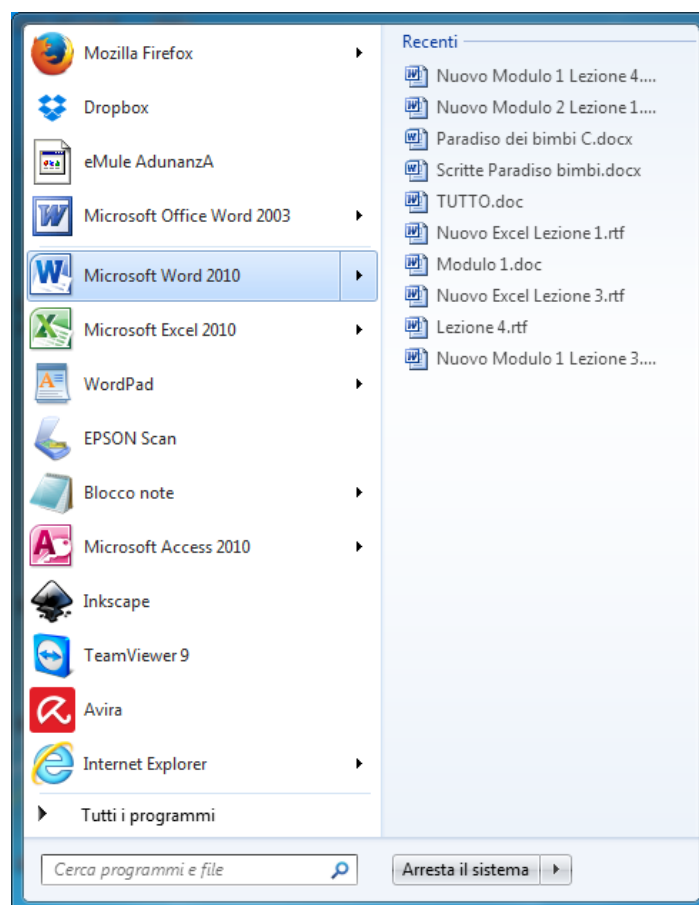 Mozilla Firefox
Dropbox
eMule AdunanzA
Microsoft Office Word 2003
Microsoft Word 2010
Microsoft Excel 2010
WordPad
EPSON Scan
Blocco note
Microsoft Access 2010
Inkscape
TeamViewer 9
Avira
Internet Explorer
Tutti i programmi
Cerca programmi e file
Recenti
Nuovo Modulo 1 Lezione 4....
Nuovo Modulo 2 Lezione 1....
Paradiso dei bimbi C.docx
Scritte Paradiso bimbi.docx
TUTTO.doc
Nuovo Excel Lezione 1.rtf
Modulo 1.doc
Nuovo Excel Lezione 3.rtf
Lezione 4.rtf
Nuovo Modulo 1 Lezione 3....
Arresta il sistema